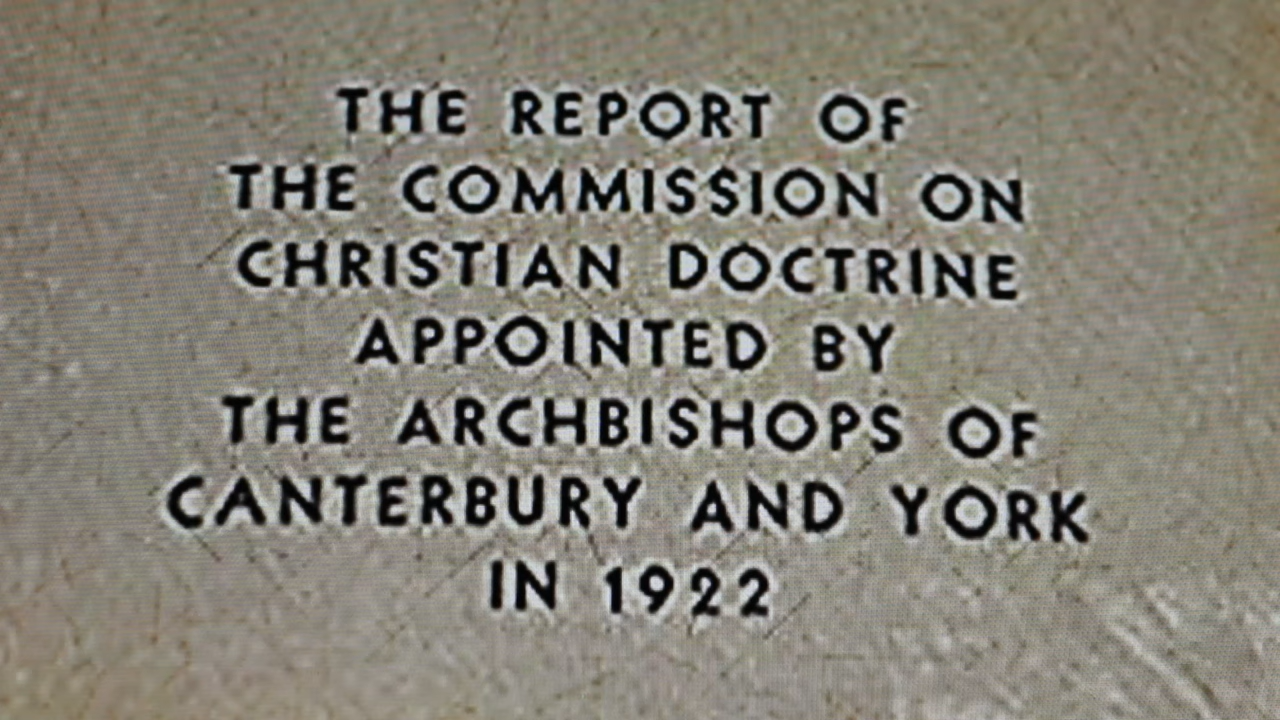 THE REPORT OF
THE COMMISSION ON
CHRISTIAN DOCTRINE
APPOINTED BY
THE ARCHBISHOPS OF
CANTERBURY AND YORK
IN 1922